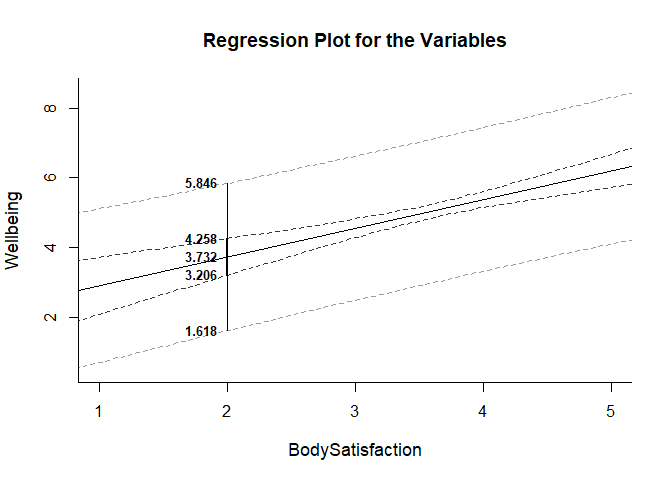 Regression Plot for the Variables
Wellbeing
8
6
4
2
5.846
4.258
3.732
3.206
1.618
1 2 3 4 5
BodySatisfaction